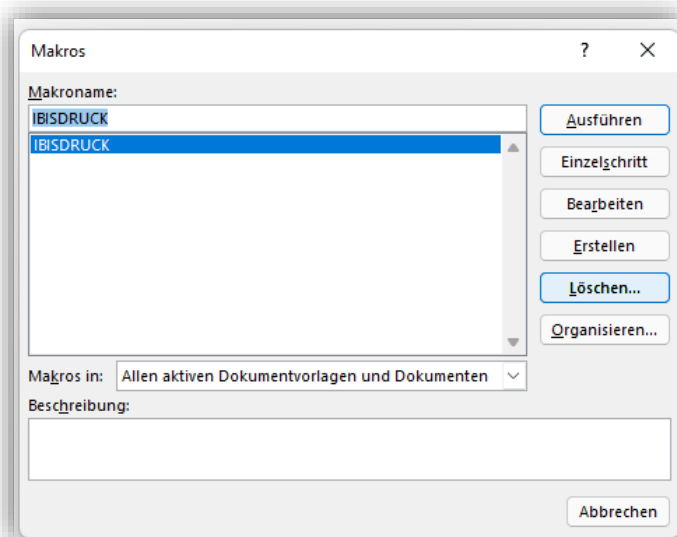 Makros
?
Makroname:
IBISDRUCK
IBISDRUCK
Ausführen
Einzelschritt
Bearbeiten
Erstellen
Löschen...
Organisieren...
Makros in: Allen aktiven Dokumentvorlagen und Dokumenten
Beschreibung:
Abbrechen